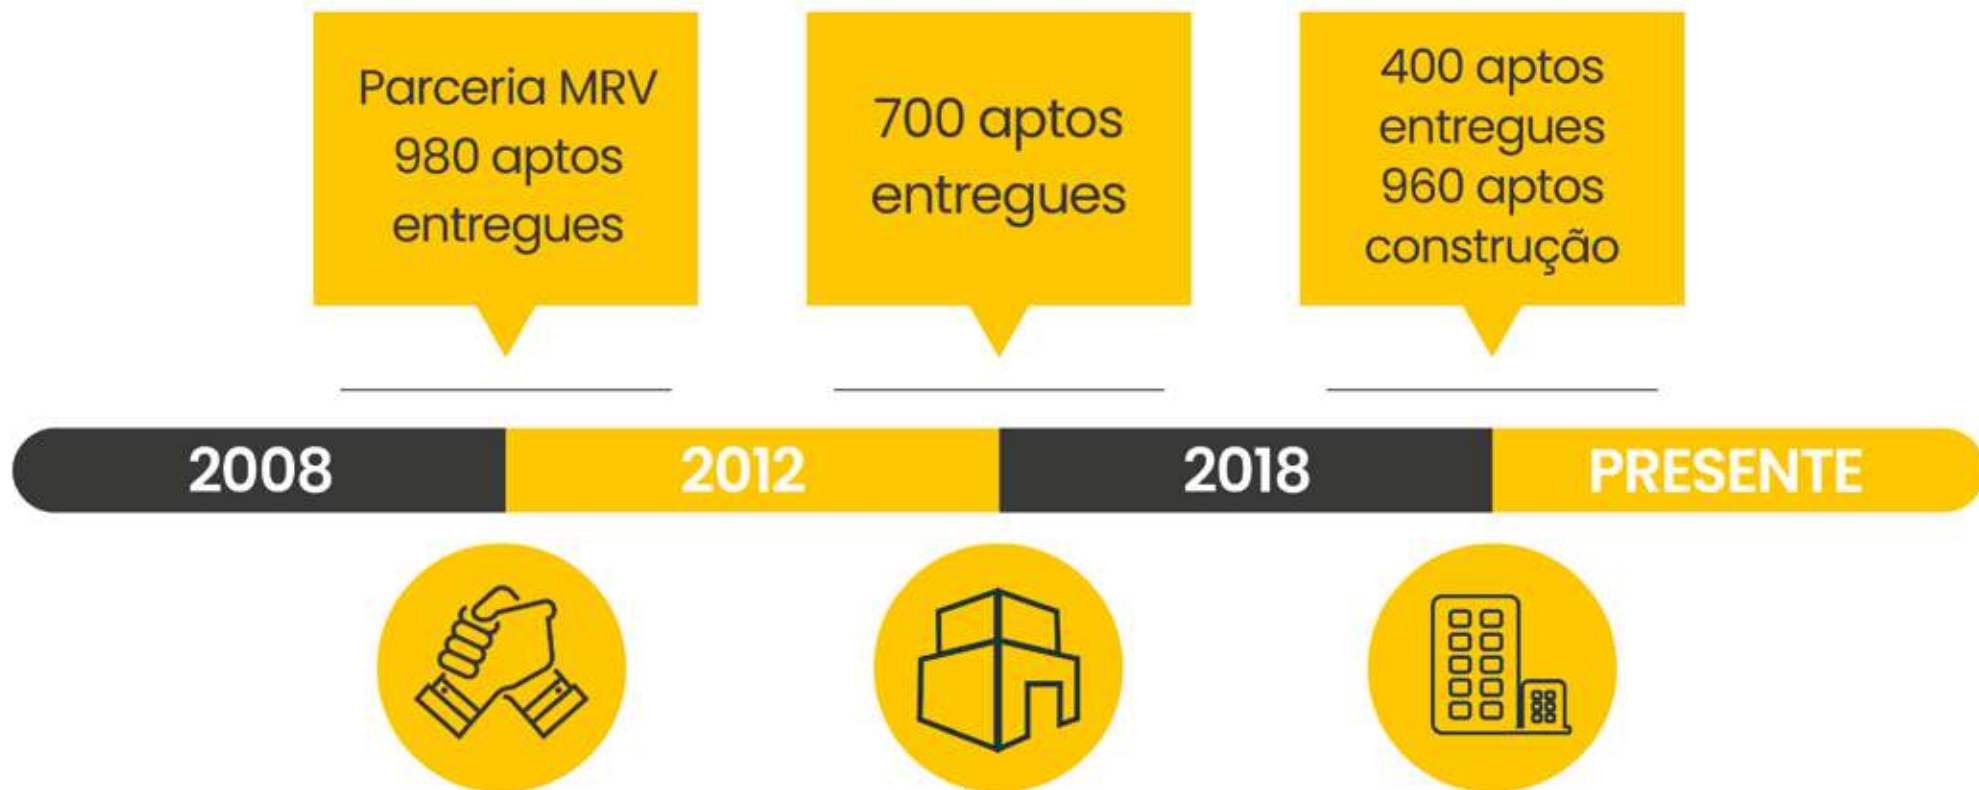 Parceria MRV
980 aptos
entregues
700 aptos
entregues
400 aptos
entregues
960 aptos
construção
2008
2012
2018
PRESENTE